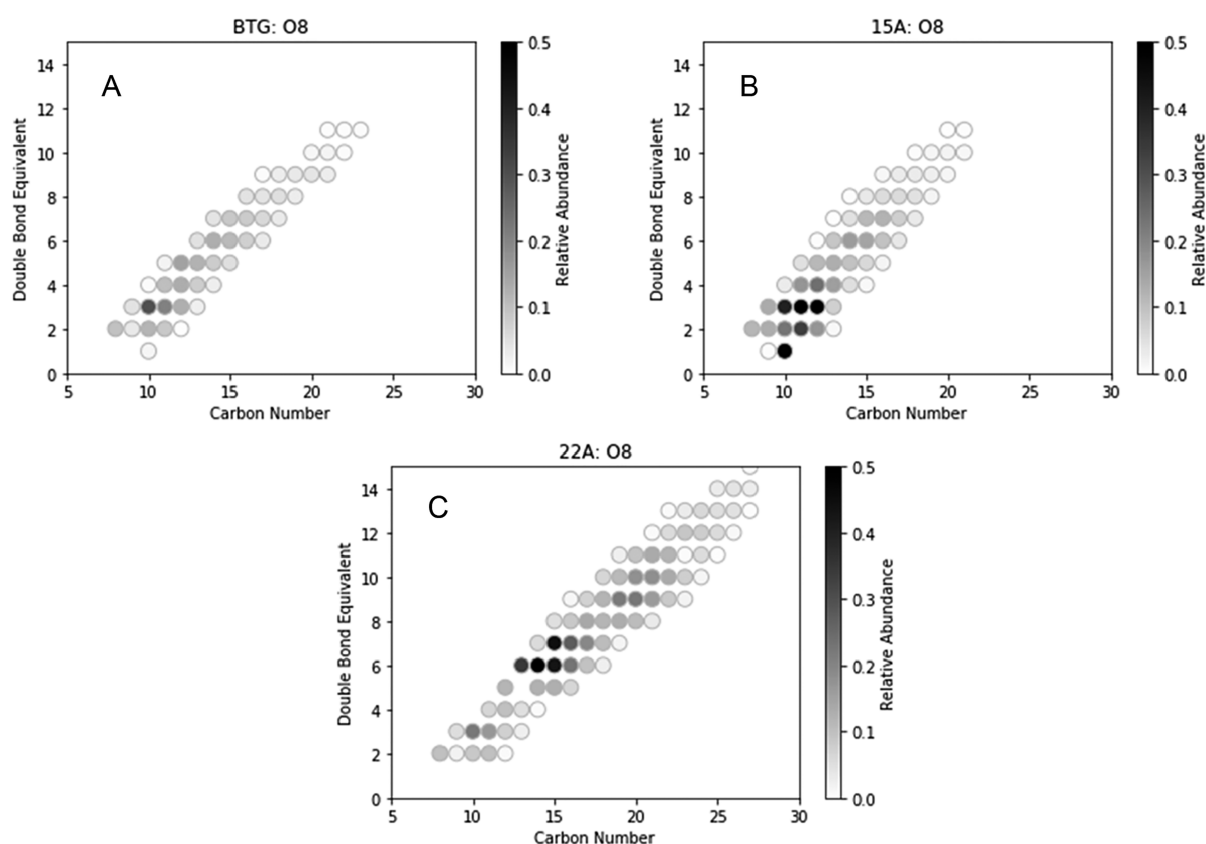 BTG: O8
A
Double Bond Equivalent
14
12
10
8
6
4
2
0
5 10 15 20 25 30
Carbon Number
0.5
0.4
0.3
0.2
0.1
0.0
Relative Abundance
15A: O8
B
Double Bond Equivalent
14
12
10
8
6
4
2
0
5 10 15 20 25 30
Carbon Number
0.5
0.4
0.3
0.2
0.1
0.0
Relative Abundance
22A: O8
C
Double Bond Equivalent
14
12
10
8
6
4
2
0
5 10 15 20 25 30
Carbon Number
0.5
0.4
0.3
0.2
0.1
0.0
Relative Abundance